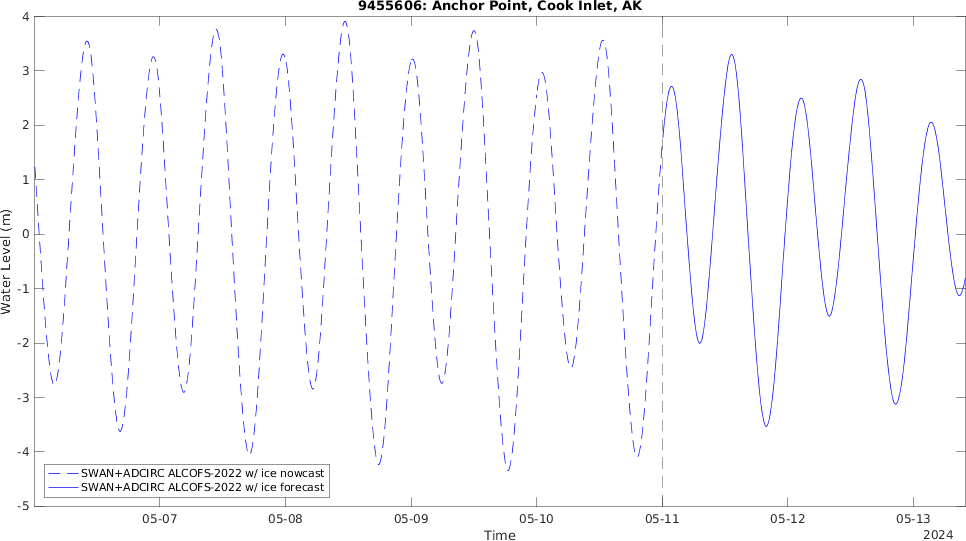 9455606: Anchor Point, Cook Inlet, AK
4
3
2
1
0
-1
-2
-3
-4
-5
Water Level (m)
SWAN+ADCIRC ALCOFS-2022 w/ ice nowcast
SWAN+ADCIRC ALCOFS-2022 w/ ice forecast
05-07 05-08 05-09 05-10 05-11 05-12 05-13
Time
2024